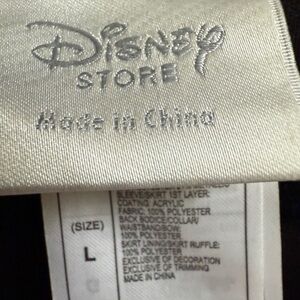 Disney
STORE
Made in China
SLEEVE/SKIRT 1ST LAYER:
COATING: ACRYLIC
FABRIC: 100% POLYESTER
BACK BODICE/COLLAR/
WAISTBAND/BOW:
100% POLYESTER
SKIRT LINING/SKIRT RUFFLE:
100% POLYESTER
EXCLUSIVE OF DECORATION
EXCLUSIVE OF TRIMMING
MADE IN CHINA
(SIZE)
L